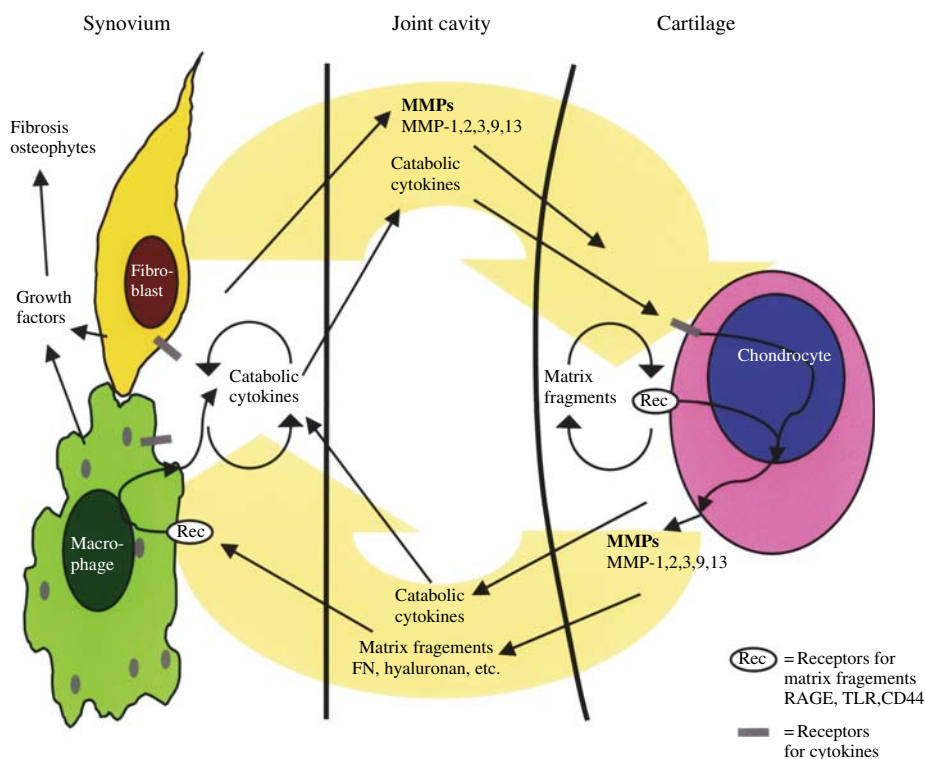 Synovium
Joint cavity
Cartilage
MMPs
MMP-1,2,3,9,13
Catabolic
cytokines
Fibrosis
osteophytes
Fibro-
blast
Growth
factors
Catabolic
cytokines
Matrix
fragments
Rec
Chondrocyte
Macro-
phage
Rec
MMPs
MMP-1,2,3,9,13
Catabolic
cytokines
Matrix fragements
FN, hyaluronan, etc.
Rec = Receptors for
matrix fragements
RAGE, TLR,CD44
= Receptors
for cytokines